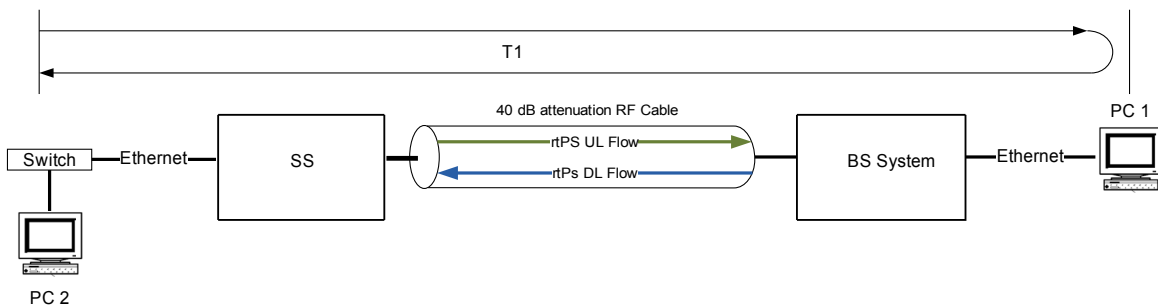 T1
40 dB attenuation RF Cable
PC 1
rtPS UL Flow
Switch
Ethernet
SS
BS System
Ethernet
rtPs DL Flow
PC 2